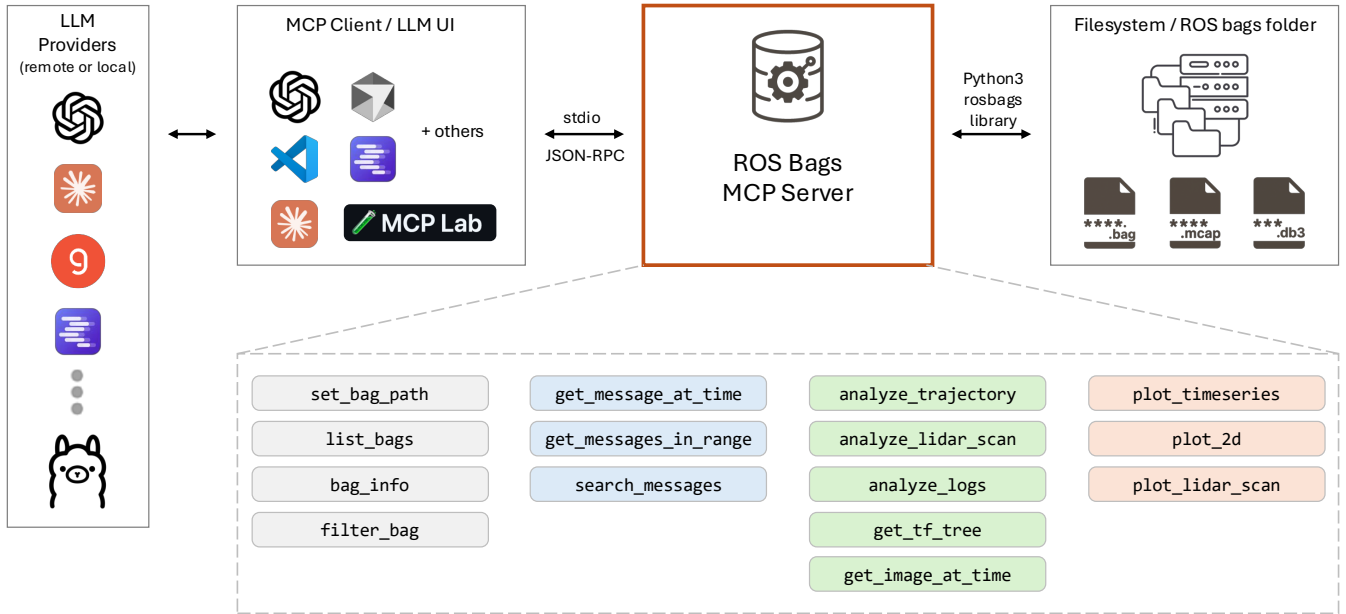 LLM
Providers
(remote or local)
MCP Client / LLM UI
+ others
MCP Lab
stdio
JSON-RPC
ROS Bags
MCP Server
Python3
rosbags
library
Filesystem / ROS bags folder
****.
.bag
****
.mcap
***
.db3
set_bag_path
list_bags
bag_info
filter_bag
get_message_at_time
get_messages_in_range
search_messages
analyze_trajectory
analyze_lidar_scan
analyze_logs
get_tf_tree
get_image_at_time
plot_timeseries
plot_2d
plot_lidar_scan